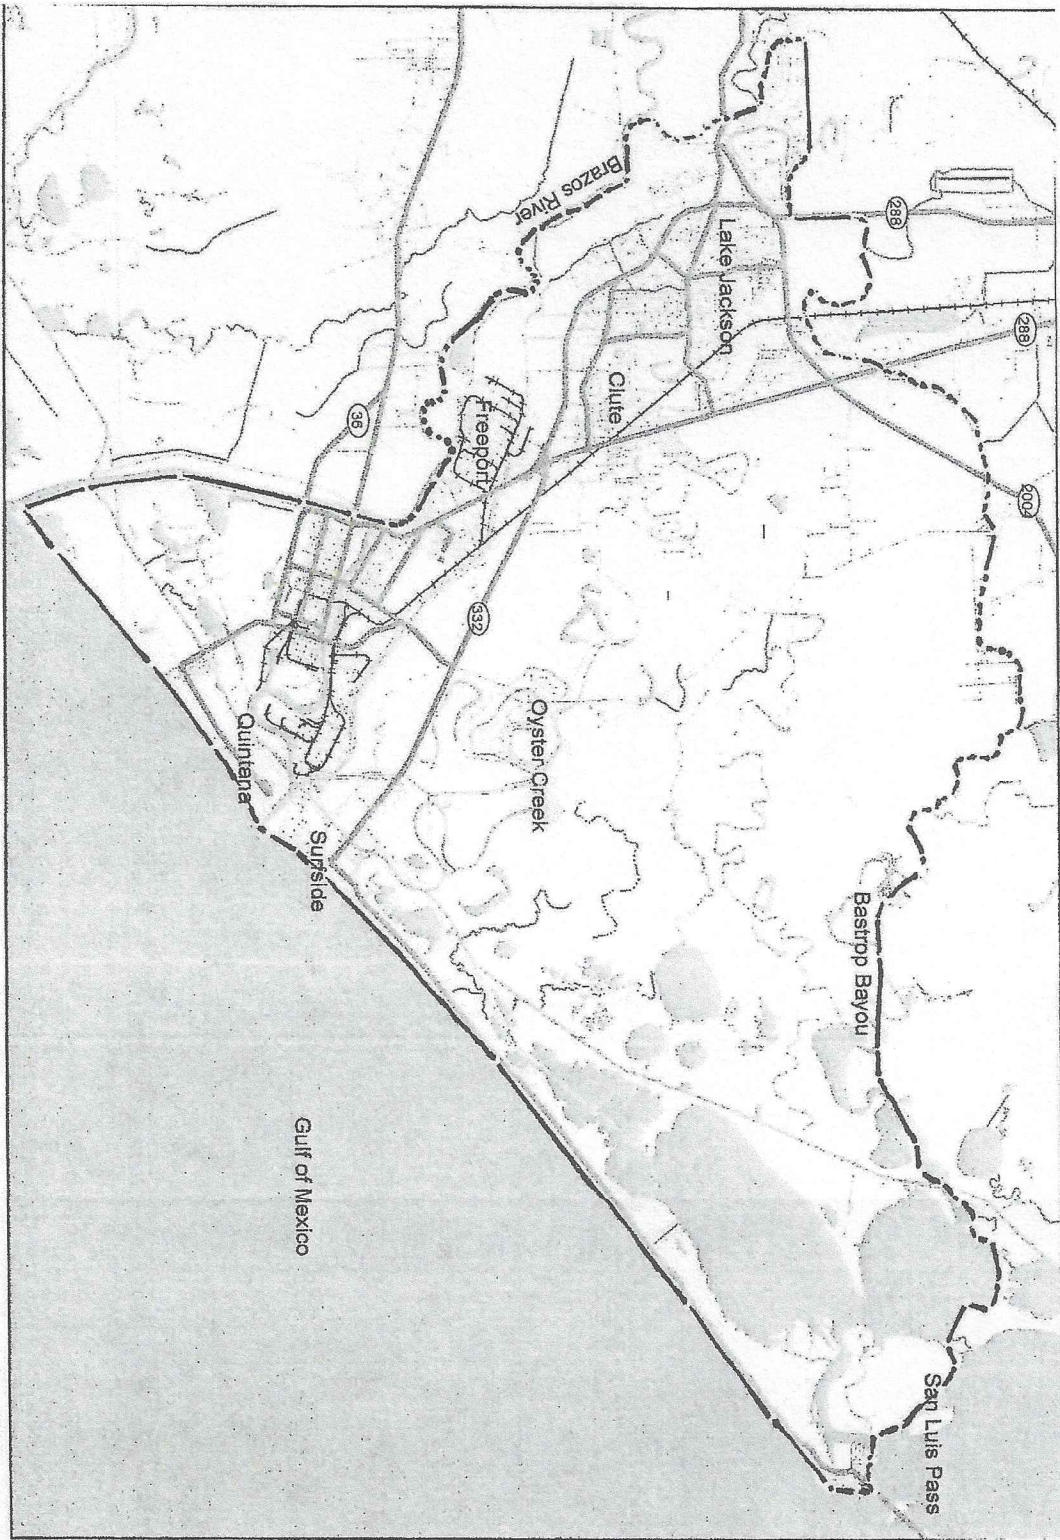 288
2004
San Luis Pass
288
Bastrop Bayou
Lake Jackson
Clute
Brazos River
Oyster Creek
Freeport
332
36
Surfside
Gulf of Mexico
Quintana